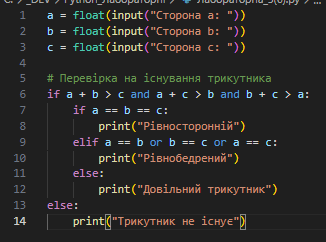 _DEV
Python_Лабораторні
Лабораторна_5(6).py
1 a = float(input("Сторона a: "))
2 b = float(input("Сторона b: "))
3 c = float(input("Сторона c: "))
4
5 # Перевірка на існування трикутника
6 if a + b > c and a + c > b and b + c > a:
7 if a == b == c:
8 print("Рівносторонній")
9 elif a == b or b == c or a == c:
10 print("Рівнобедрений")
11 else:
12 print("Довільний трикутник")
13 else:
14 print("Трикутник не існує")